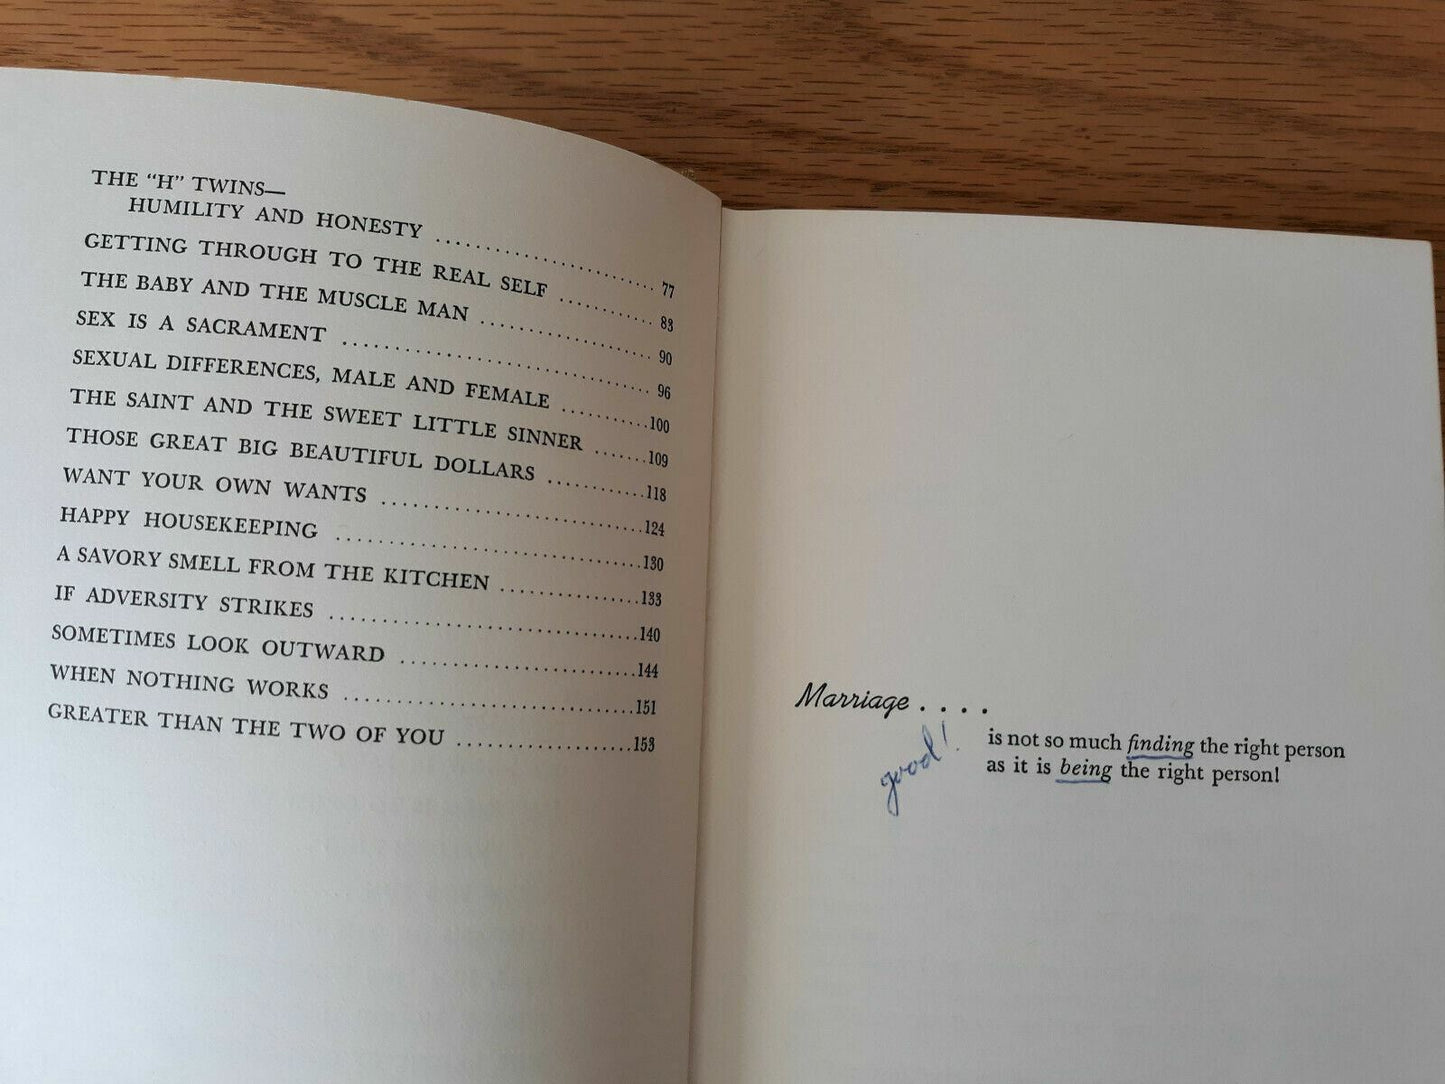 THE "H" TWINS—
HUMILITY AND HONESTY ........................ 77
GETTING THROUGH TO THE REAL SELF .......... 83
THE BABY AND THE MUSCLE MAN .................. 90
SEX IS A SACRAMENT ................................ 96
SEXUAL DIFFERENCES, MALE AND FEMALE .........100
THE SAINT AND THE SWEET LITTLE SINNER .......109
THOSE GREAT BIG BEAUTIFUL DOLLARS ..........118
WANT YOUR OWN WANTS ...........................124
HAPPY HOUSEKEEPING ................................130
A SAVORY SMELL FROM THE KITCHEN ...............133
IF ADVERSITY STRIKES ................................140
SOMETIMES LOOK OUTWARD .........................144
WHEN NOTHING WORKS ..............................151
GREATER THAN THE TWO OF YOU ..................153
Marriage . . . .
good!
is not so much finding the right person
as it is being the right person!